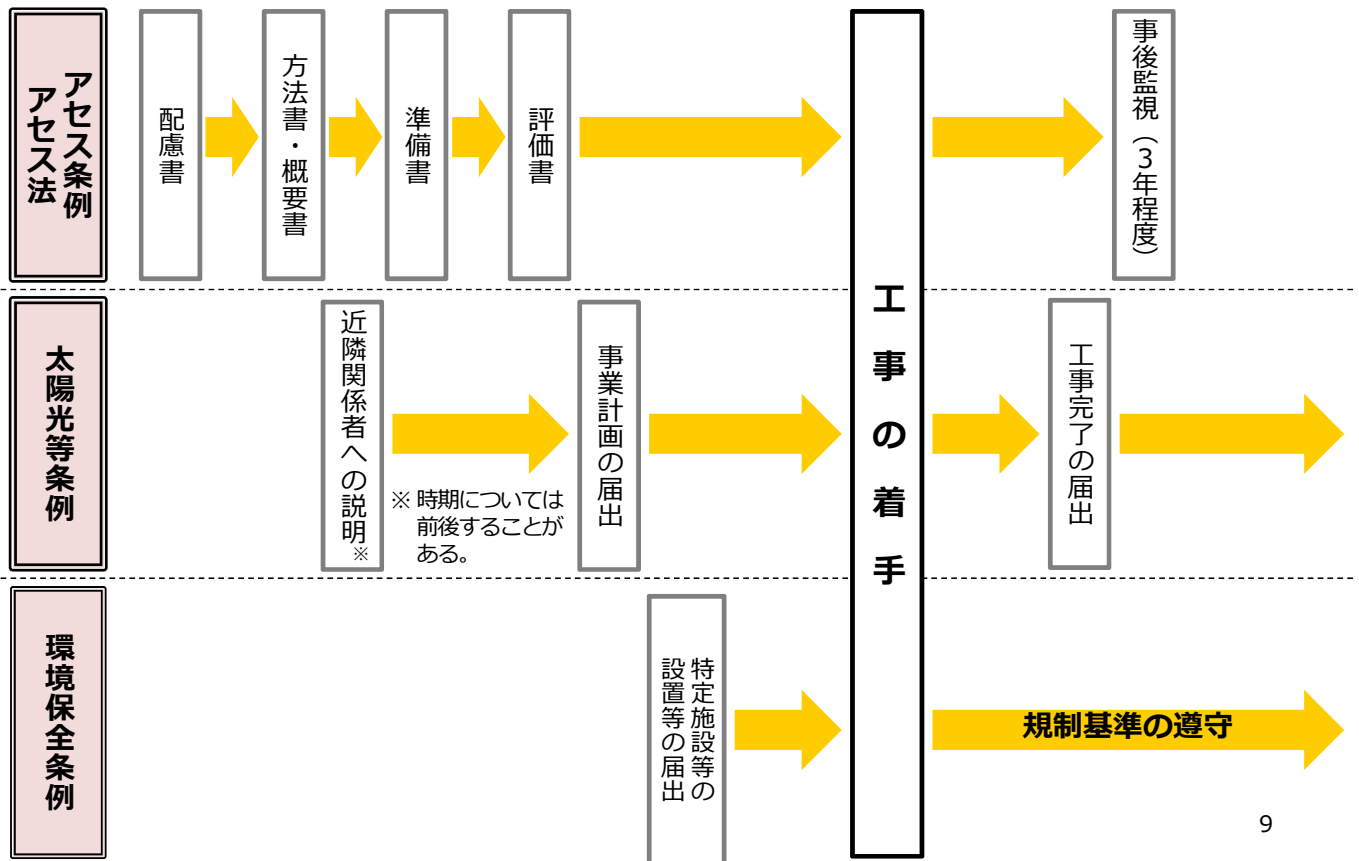 アセス条例
アセス法
配慮書
方法書・概要書
準備書
評価書
事後監視（3年程度）
工事の着手
太陽光等条例
近隣関係者への説明※
※ 時期については
前後することが
ある。
事業計画の届出
工事完了の届出
環境保全条例
特定施設等の
設置等の届出
規制基準の遵守
9